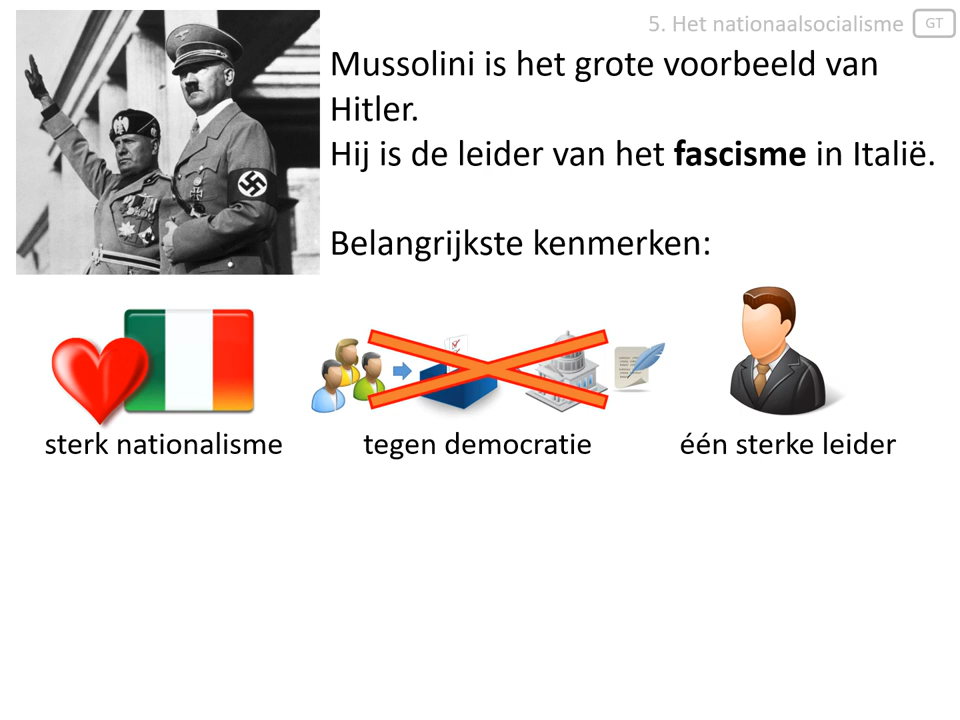 5. Het nationaalsocialisme GT
Mussolini is het grote voorbeeld van
Hitler.
Hij is de leider van het fascisme in Italië.
Belangrijkste kenmerken:
sterk nationalisme
tegen democratie
één sterke leider